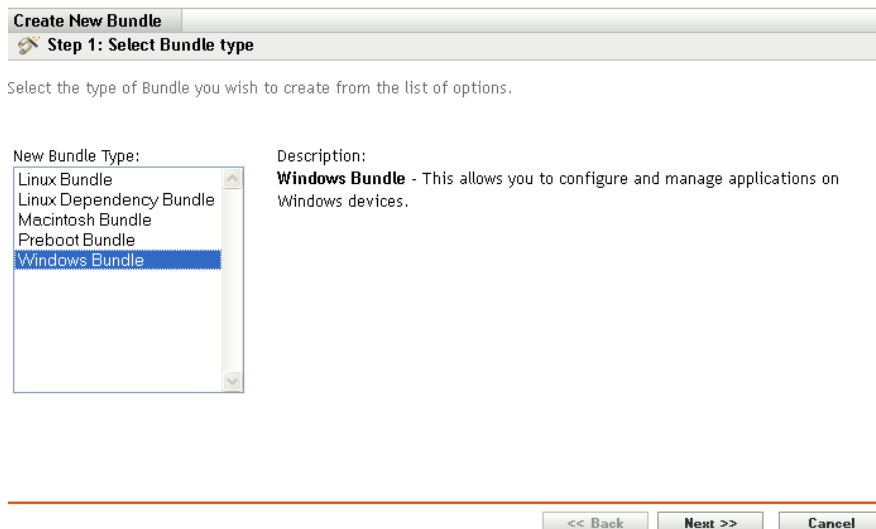 Create New Bundle
Step 1: Select Bundle type
Select the type of Bundle you wish to create from the list of options.
New Bundle Type:
Linux Bundle
Linux Dependency Bundle
Macintosh Bundle
Preboot Bundle
Windows Bundle
Description:
Windows Bundle - This allows you to configure and manage applications on
Windows devices.
<< Back
Next >>
Cancel